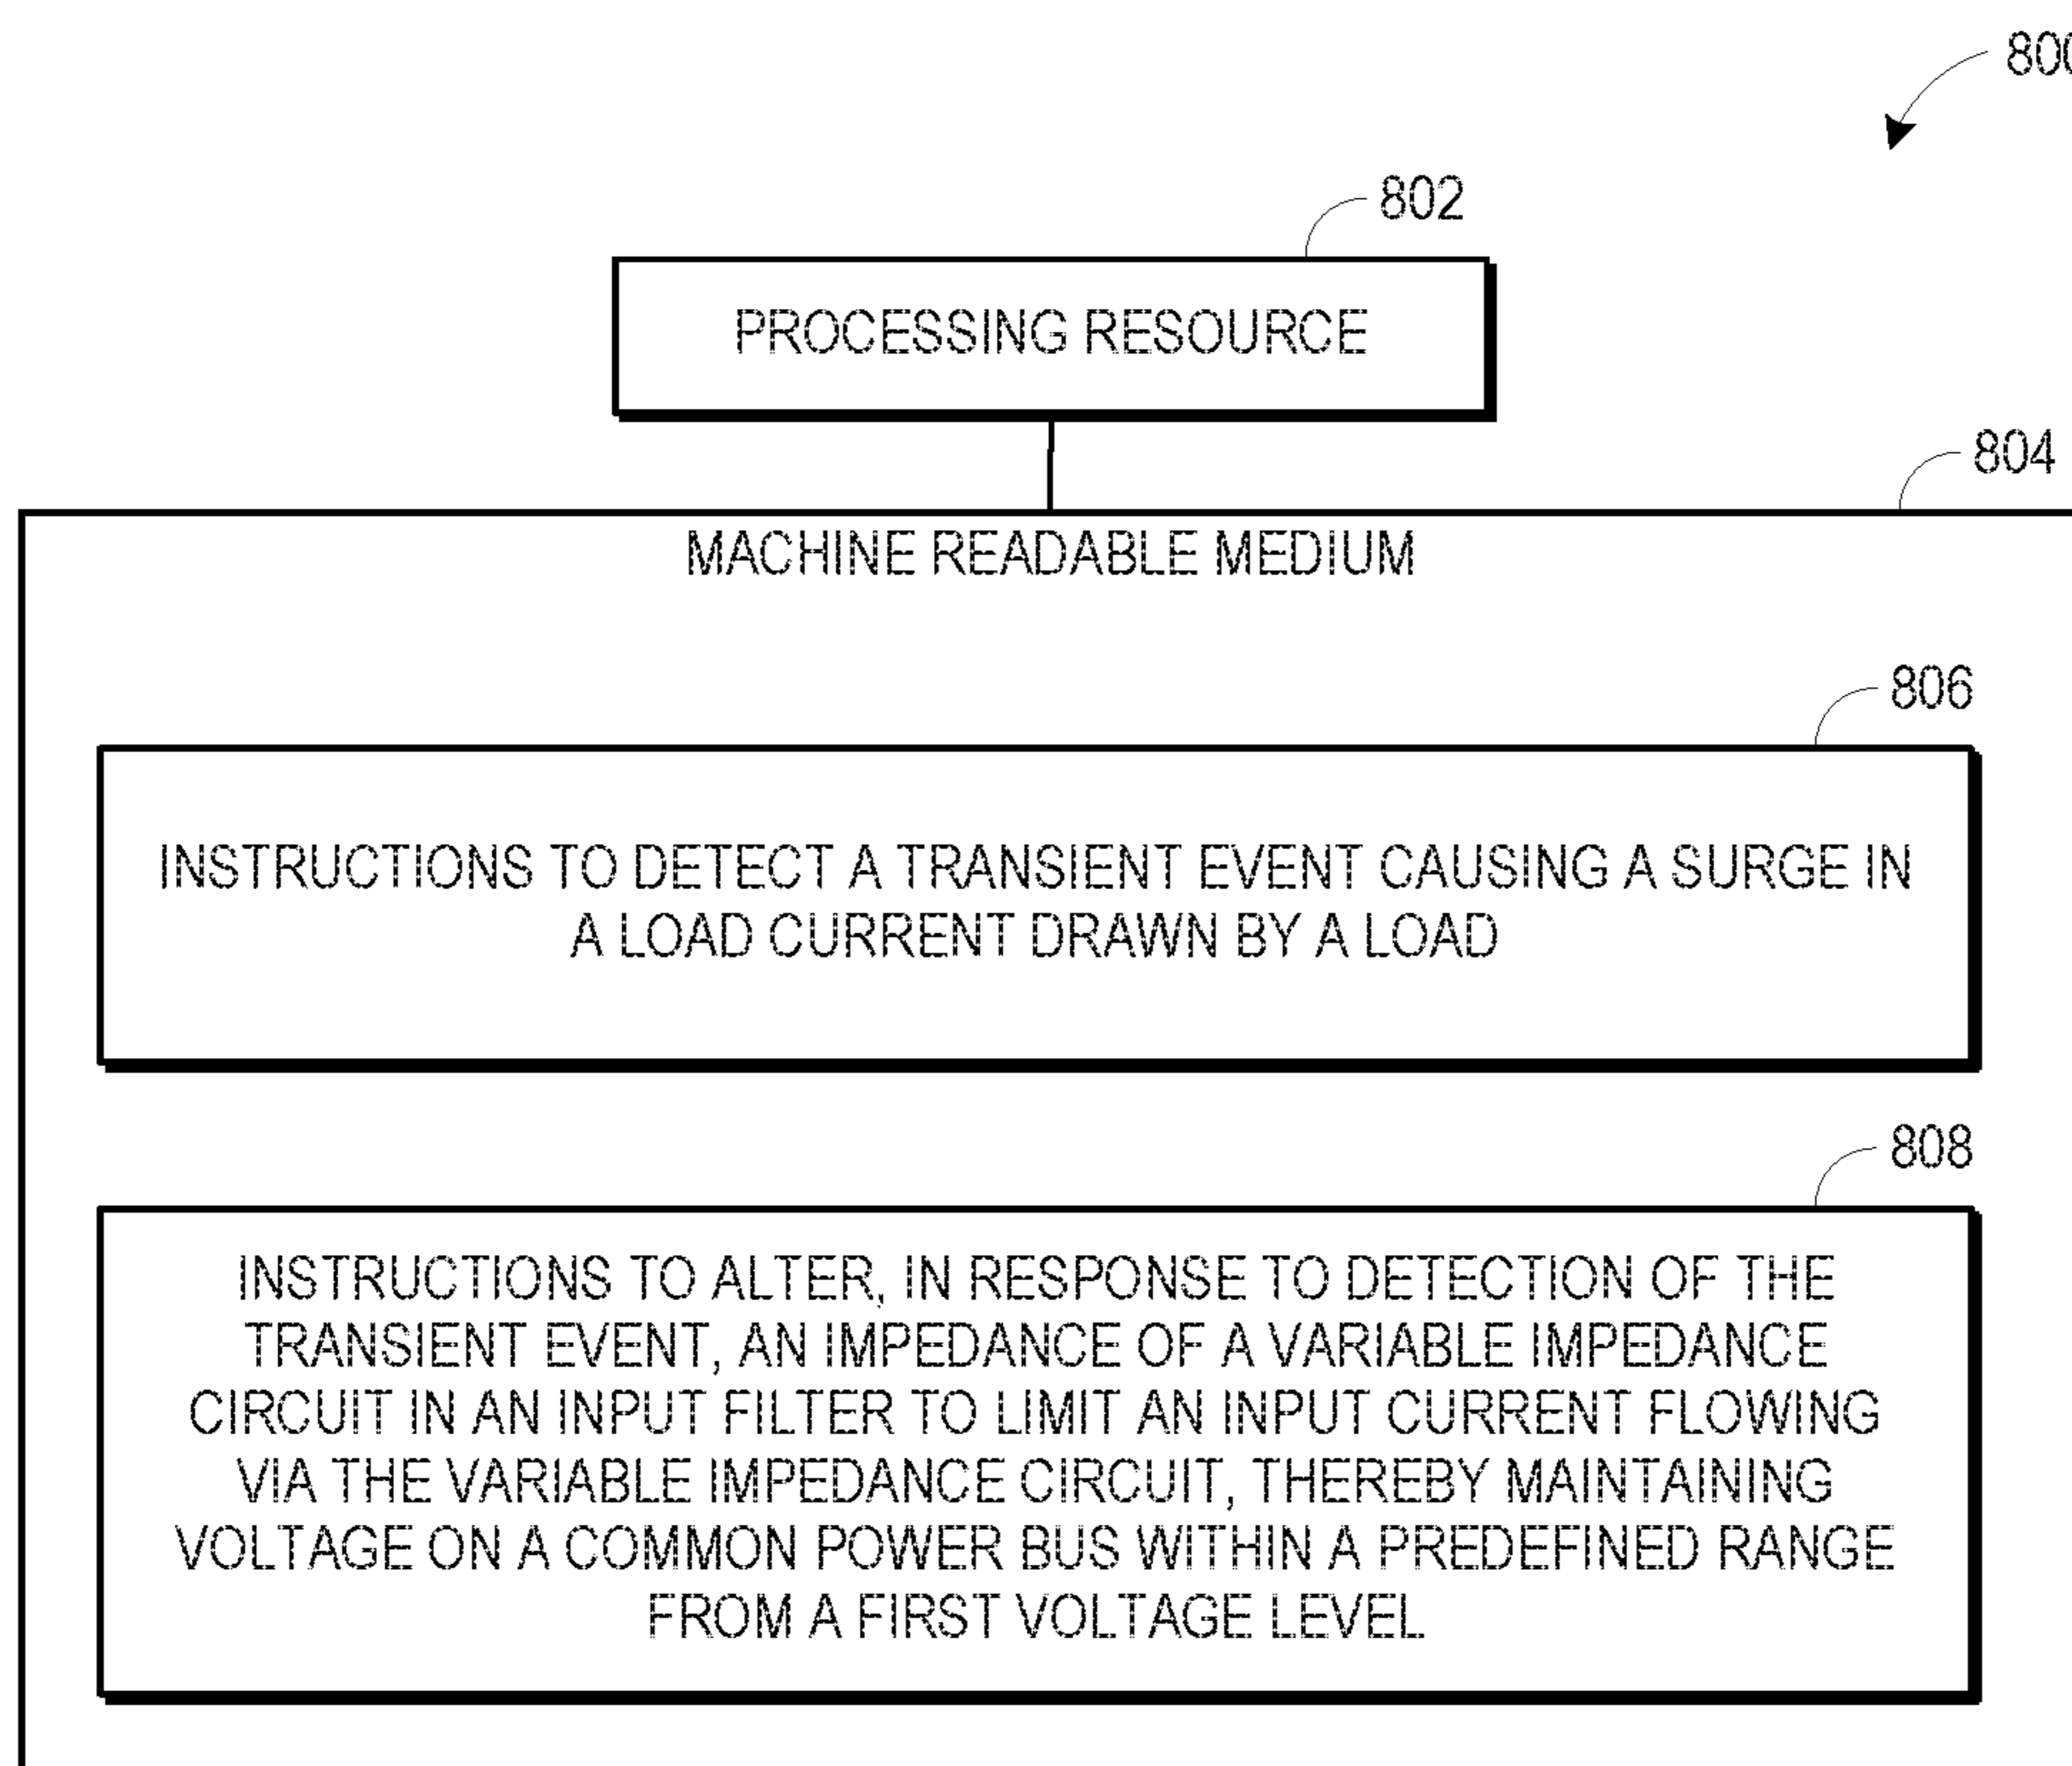 800
802
PROCESSING RESOURCE
804
MACHINE READABLE MEDIUM
806
INSTRUCTIONS TO DETECT A TRANSIENT EVENT CAUSING A SURGE IN
A LOAD CURRENT DRAWN BY A LOAD
808
INSTRUCTIONS TO ALTER, IN RESPONSE TO DETECTION OF THE
TRANSIENT EVENT, AN IMPEDANCE OF A VARIABLE IMPEDANCE
CIRCUIT IN AN INPUT FILTER TO LIMIT AN INPUT CURRENT FLOWING
VIA THE VARIABLE IMPEDANCE CIRCUIT, THEREBY MAINTAINING
VOLTAGE ON A COMMON POWER BUS WITHIN A PREDEFINED RANGE
FROM A FIRST VOLTAGE LEVEL